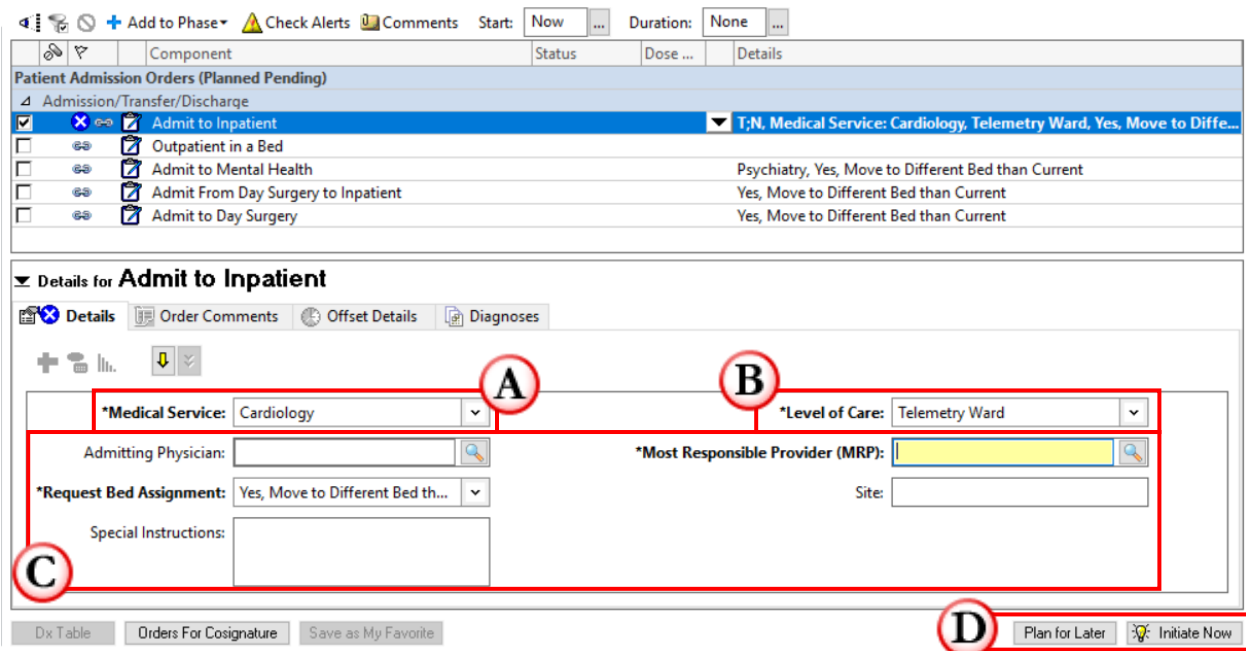 Add to Phase Check Alerts Comments Start: Now ... Duration: None ...
Component Status Dose ... Details
Patient Admission Orders (Planned Pending)
Admission/Transfer/Discharge
Admit to Inpatient T;N, Medical Service: Cardiology, Telemetry Ward, Yes, Move to Diffe...
Outpatient in a Bed
Admit to Mental Health Psychiatry, Yes, Move to Different Bed than Current
Admit From Day Surgery to Inpatient Yes, Move to Different Bed than Current
Admit to Day Surgery Yes, Move to Different Bed than Current
Details for Admit to Inpatient
Details Order Comments Offset Details Diagnoses
A B
*Medical Service: Cardiology *Level of Care: Telemetry Ward
Admitting Physician: *Most Responsible Provider (MRP):
*Request Bed Assignment: Yes, Move to Different Bed th... Site:
Special Instructions:
C
D
Dx Table Orders For Cosignature Save as My Favorite Plan for Later Initiate Now